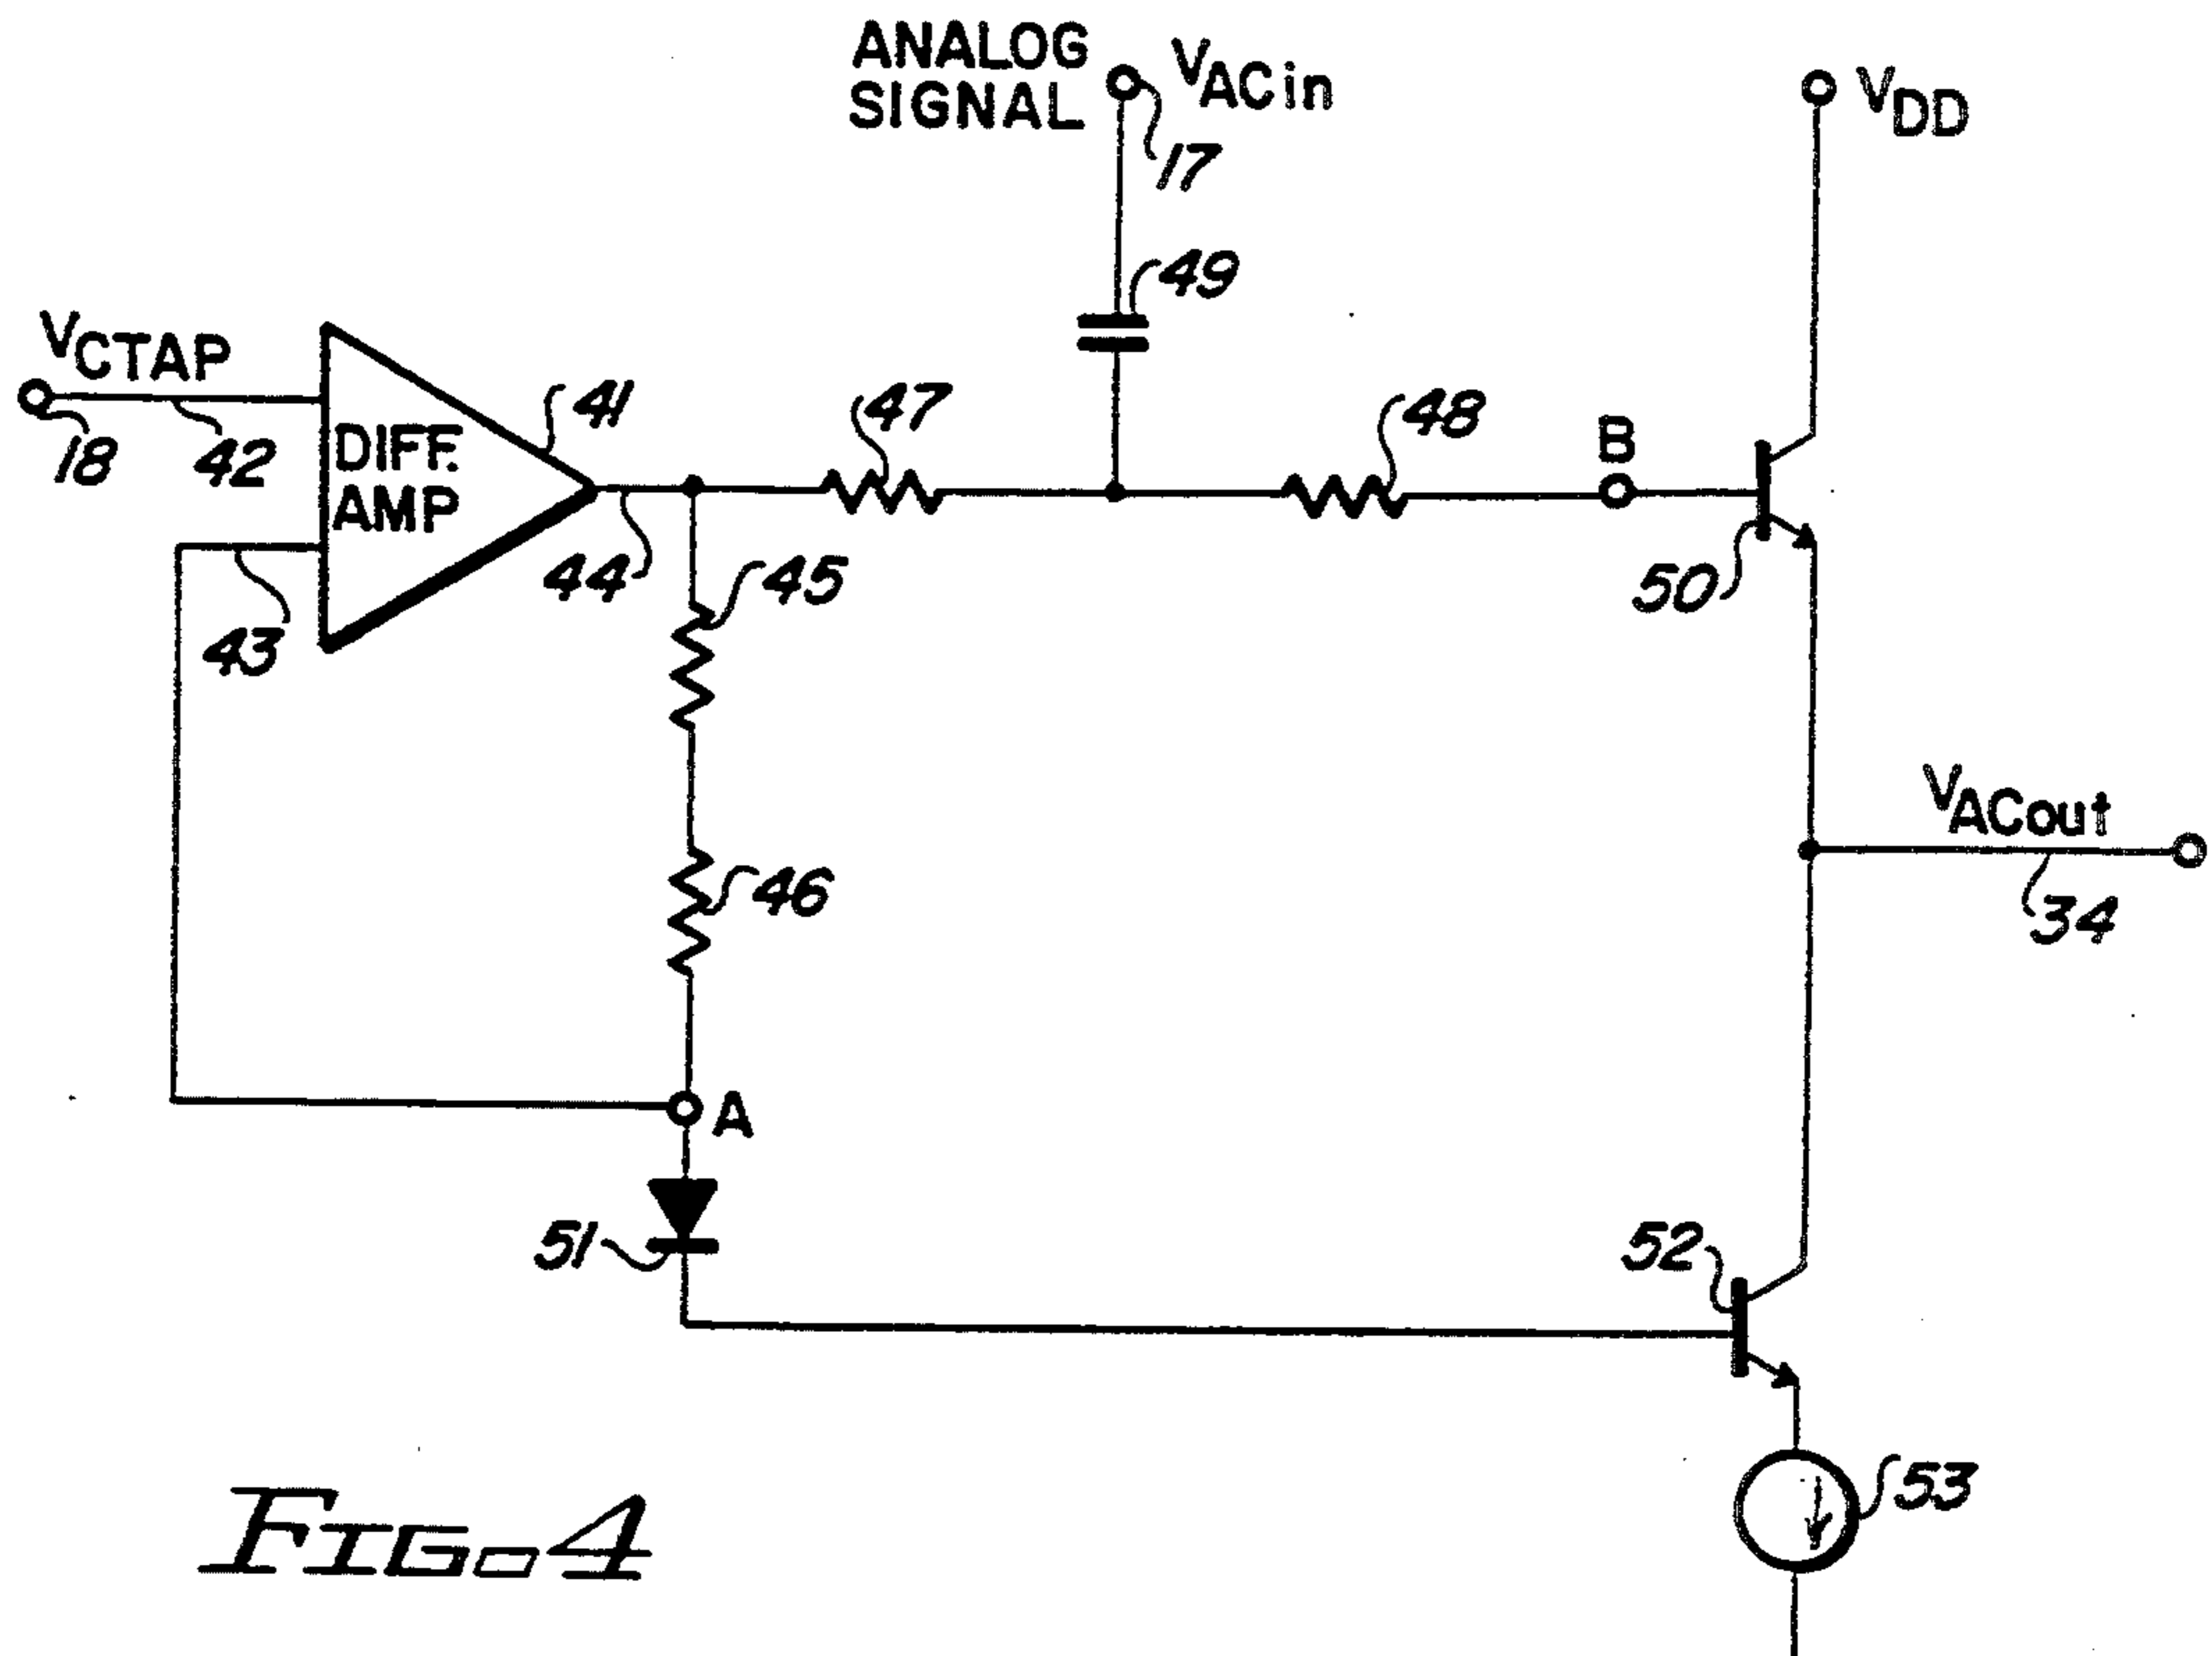 ANALOG
SIGNAL
VACin
17
VDD
49
VCTAP
18
42
DIFF.
AMP
41
47
48
B
50
43
44
45
VACout
34
46
A
51
52
53
FIG. 4